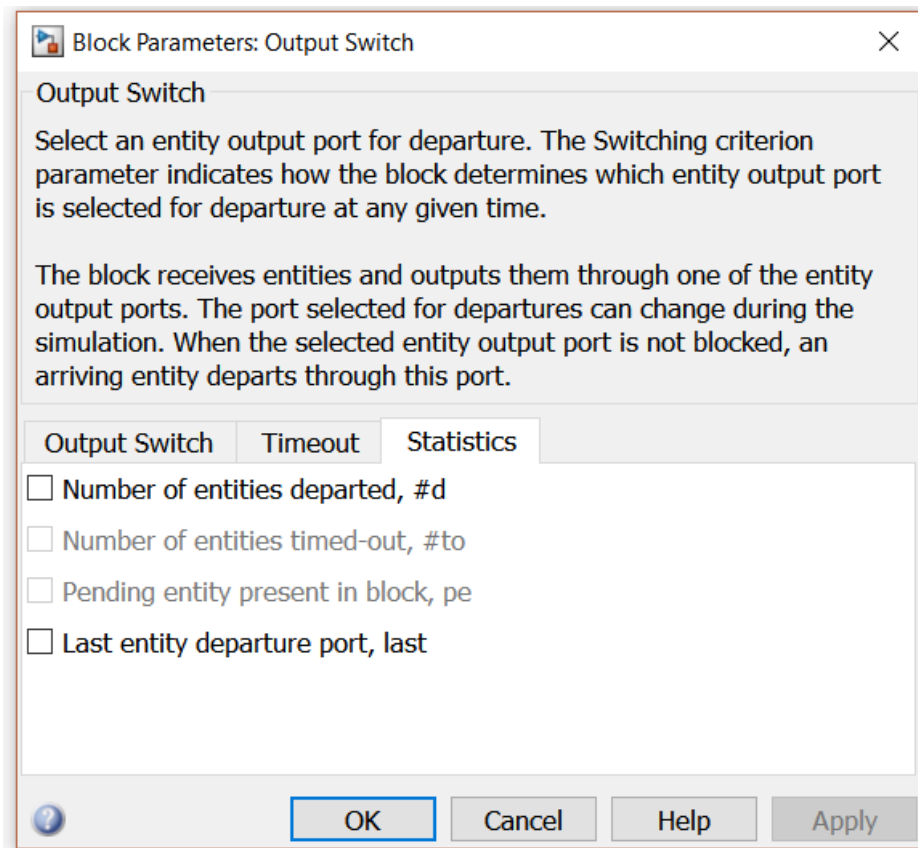 Block Parameters: Output Switch
Output Switch
Select an entity output port for departure. The Switching criterion
parameter indicates how the block determines which entity output port
is selected for departure at any given time.
The block receives entities and outputs them through one of the entity
output ports. The port selected for departures can change during the
simulation. When the selected entity output port is not blocked, an
arriving entity departs through this port.
Output Switch Timeout Statistics
Number of entities departed, #d
Number of entities timed-out, #to
Pending entity present in block, pe
Last entity departure port, last
? OK Cancel Help Apply